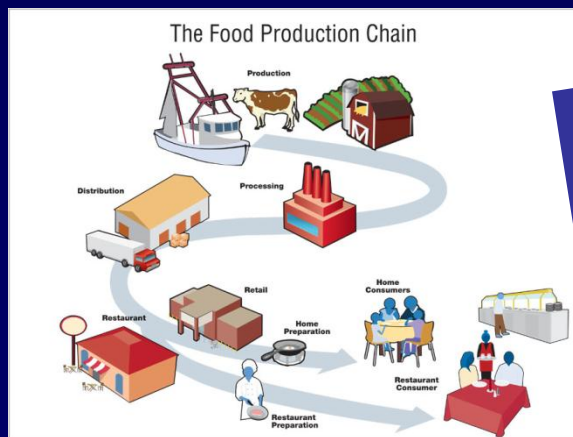 The Food Production Chain
Production
Distribution
Processing
Retail
Home
Consumers
Restaurant
Home
Preparation
Restaurant
Consumer
Restaurant
Preparation